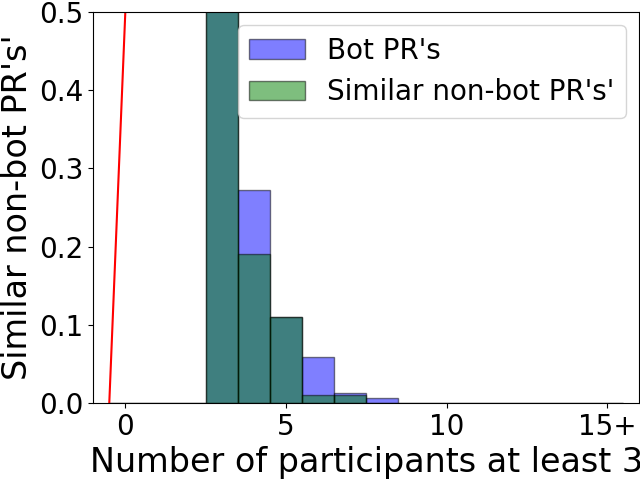 Similar non-bot PR's'
0.5
0.4
0.3
0.2
0.1
0.0
Bot PR's
Similar non-bot PR's'
0 5 10 15+
Number of participants at least 3